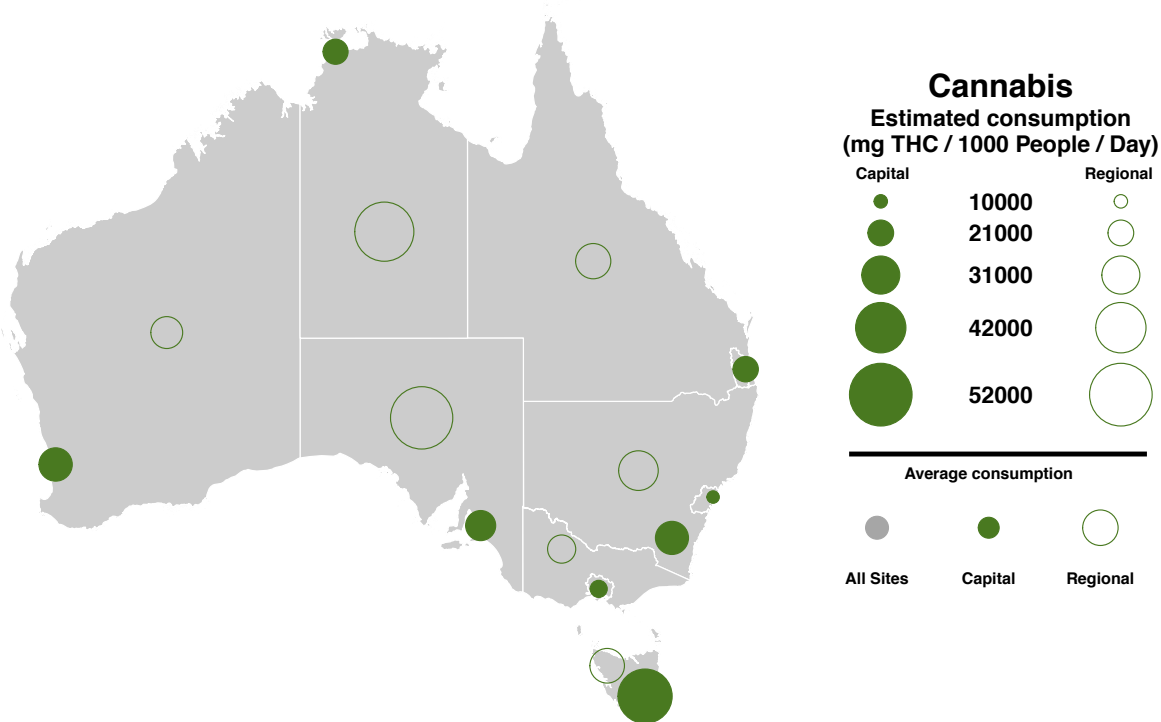 Cannabis
Estimated consumption
(mg THC / 1000 People / Day)
Capital Regional
10000
21000
31000
42000
52000
Average consumption
All Sites Capital Regional